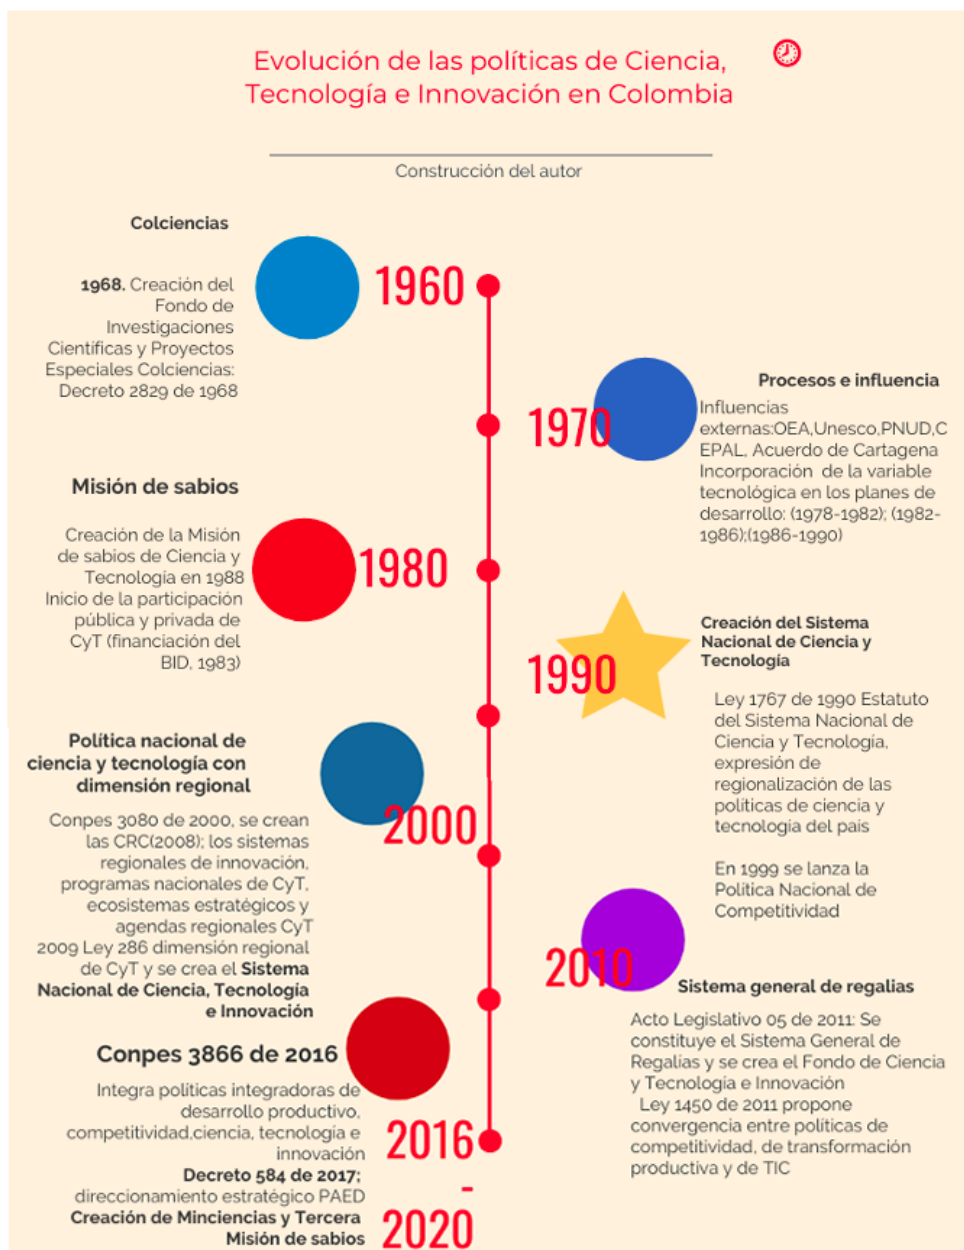 Evolución de las políticas de Ciencia,
Tecnología e Innovación en Colombia
Construcción del autor
Colciencias
1968. Creación del
Fondo de
Investigaciones
Científicas y Proyectos
Especiales Colciencias:
Decreto 2829 de 1968
1960
Procesos e influencia
Influencias
externas:OEA,Unesco,PNUD,C
EPAL, Acuerdo de Cartagena
Incorporación de la variable
tecnológica en los planes de
desarrollo: (1978-1982); (1982-
1986);(1986-1990)
1970
Misión de sabios
Creación de la Misión
de sabios de Ciencia y
Tecnología en 1988
Inicio de la participación
pública y privada de
CyT (financiación del
BID, 1983)
1980
Creación del Sistema
Nacional de Ciencia y
Tecnología
Ley 1767 de 1990 Estatuto
del Sistema Nacional de
Ciencia y Tecnología,
expresión de
regionalización de las
políticas de ciencia y
tecnología del país
En 1999 se lanza la
Política Nacional de
Competitividad
1990
Política nacional de
ciencia y tecnología con
dimensión regional
Conpes 3080 de 2000, se crean
las CRC(2008); los sistemas
regionales de innovación,
programas nacionales de CyT,
ecosistemas estratégicos y
agendas regionales CyT
2009 Ley 286 dimensión regional
de CyT y se crea el Sistema
Nacional de Ciencia, Tecnología
e Innovación
2000
2010
Sistema general de regalias
Acto Legislativo 05 de 2011: Se
constituye el Sistema General de
Regalías y se crea el Fondo de Ciencia
y Tecnología e Innovación
Ley 1450 de 2011 propone
convergencia entre políticas de
competitividad, de transformación
productiva y de TIC
Conpes 3866 de 2016
Integra políticas integradoras de
desarrollo productivo,
competitividad,ciencia, tecnología e
innovación
Decreto 584 de 2017;
direccionamiento estratégico PAED
Creación de Minciencias y Tercera
Misión de sabios
2016
-
2020